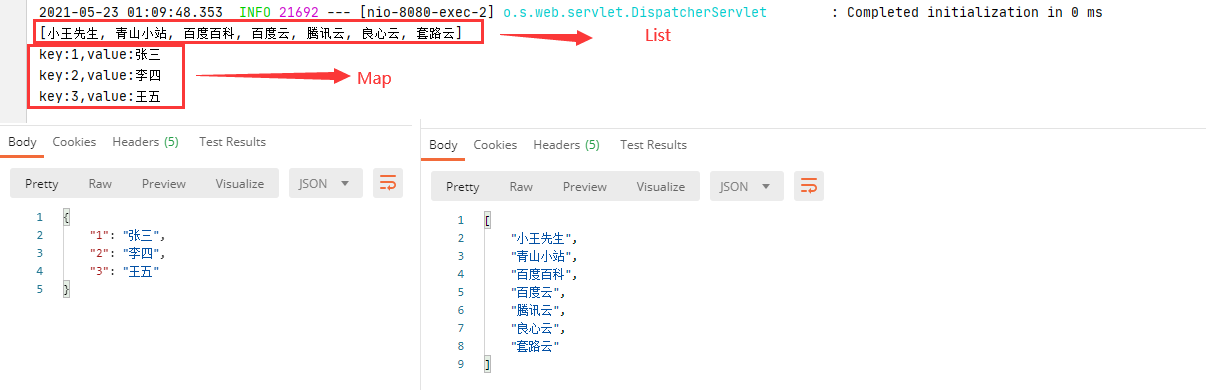 2021-05-23 01:09:48.353  INFO 21692 --- [nio-8080-exec-2] o.s.web.servlet.DispatcherServlet        : Completed initialization in 0 ms
[小王先生, 青山小站, 百度百科, 百度云, 腾讯云, 良心云, 套路云]
List
key:1,value:张三
key:2,value:李四
key:3,value:王五
Map
Body Cookies Headers (5) Test Results
Pretty Raw Preview Visualize JSON
1 {
2 "1": "张三",
3 "2": "李四",
4 "3": "王五"
5 }
Body Cookies Headers (5) Test Results
Pretty Raw Preview Visualize JSON
1 [
2 "小王先生",
3 "青山小站",
4 "百度百科",
5 "百度云",
6 "腾讯云",
7 "良心云",
8 "套路云"
9 ]